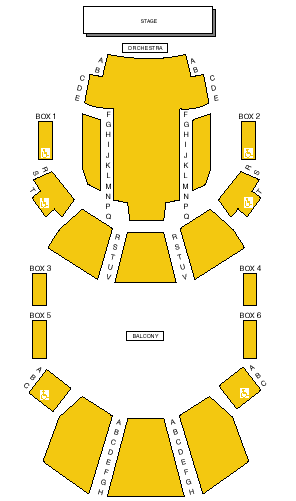 STAGE
ORCHESTRA
A A
B B
C C
D D
E E
BOX 1 BOX 2
F F
G G
H H
I I
J J
K K
L L
M M
N N
P P
Q Q
R R
S S
T T
R R
S S
T T
U U
V V
BOX 3 BOX 4
BOX 5 BOX 6
BALCONY
A A
B B
C C
A A
B B
C C
D D
E E
F F
G G
H H